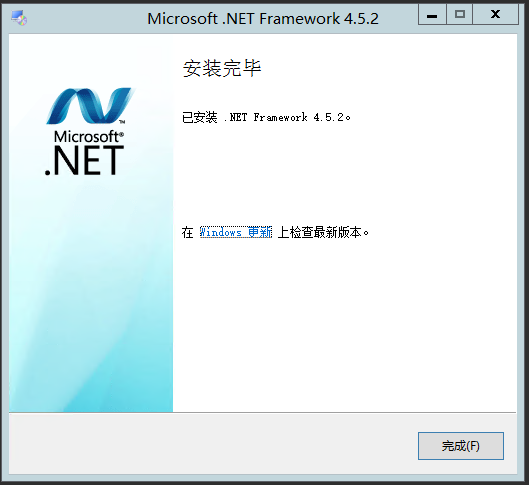 Microsoft .NET Framework 4.5.2
安装完毕
Microsoft®
.NET
™
已安装 .NET Framework 4.5.2。
在 Windows 更新 上检查最新版本。
完成(F)